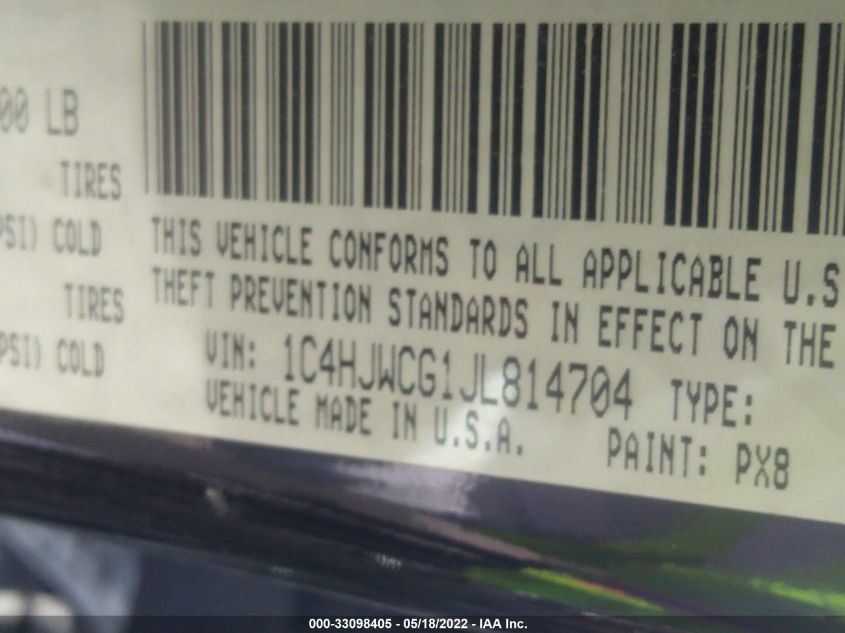 00 LB
TIRES
PSI) COLD
TIRES
PSI) COLD
THIS VEHICLE CONFORMS TO ALL APPLICABLE U.S
THEFT PREVENTION STANDARDS IN EFFECT ON THE
VIN: 1C4HJWCG1JL814704 TYPE:
VEHICLE MADE IN U.S.A. PAINT: PX8
000-33098405 - 05/18/2022 - IAA Inc.